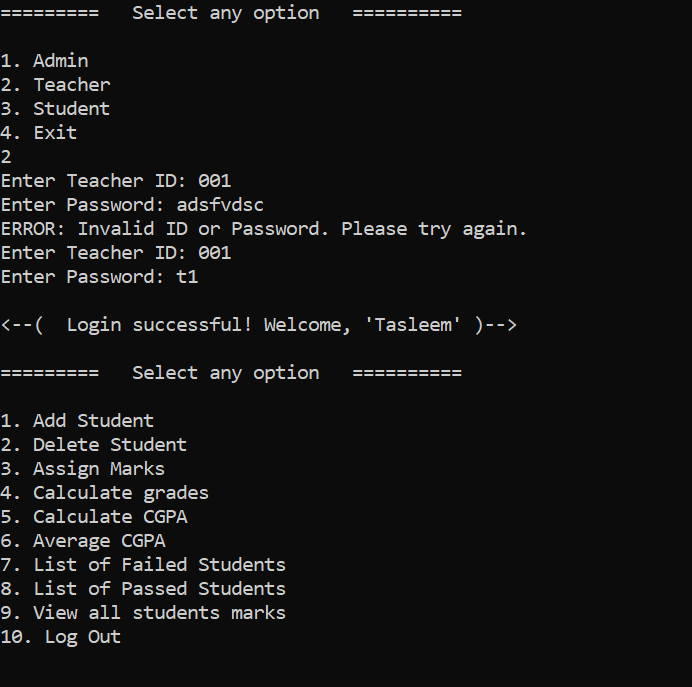 =========   Select any option   ==========
1. Admin
2. Teacher
3. Student
4. Exit
2
Enter Teacher ID: 001
Enter Password: adsfvdsc
ERROR: Invalid ID or Password. Please try again.
Enter Teacher ID: 001
Enter Password: t1
<--(  Login successful! Welcome, 'Tasleem' )-->
=========   Select any option   ==========
1. Add Student
2. Delete Student
3. Assign Marks
4. Calculate grades
5. Calculate CGPA
6. Average CGPA
7. List of Failed Students
8. List of Passed Students
9. View all students marks
10. Log Out